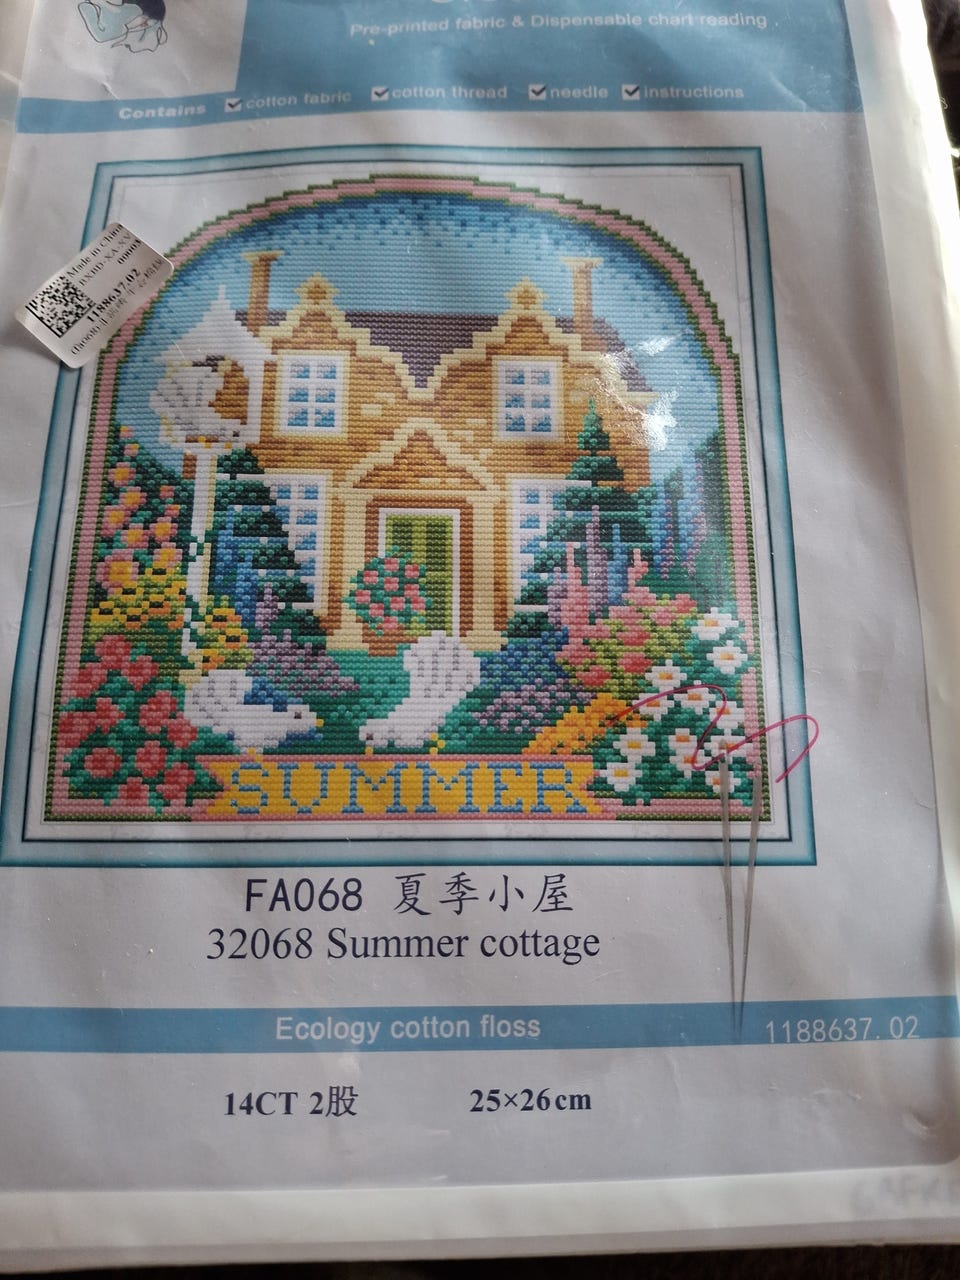 Pre-printed fabric & Dispensable chart reading
Contains cotton fabric cotton thread needle instructions
Made in China
1188637.02
SUMMER
FA068 夏季小屋
32068 Summer cottage
Ecology cotton floss
1188637.02
14CT 2股
25×26cm